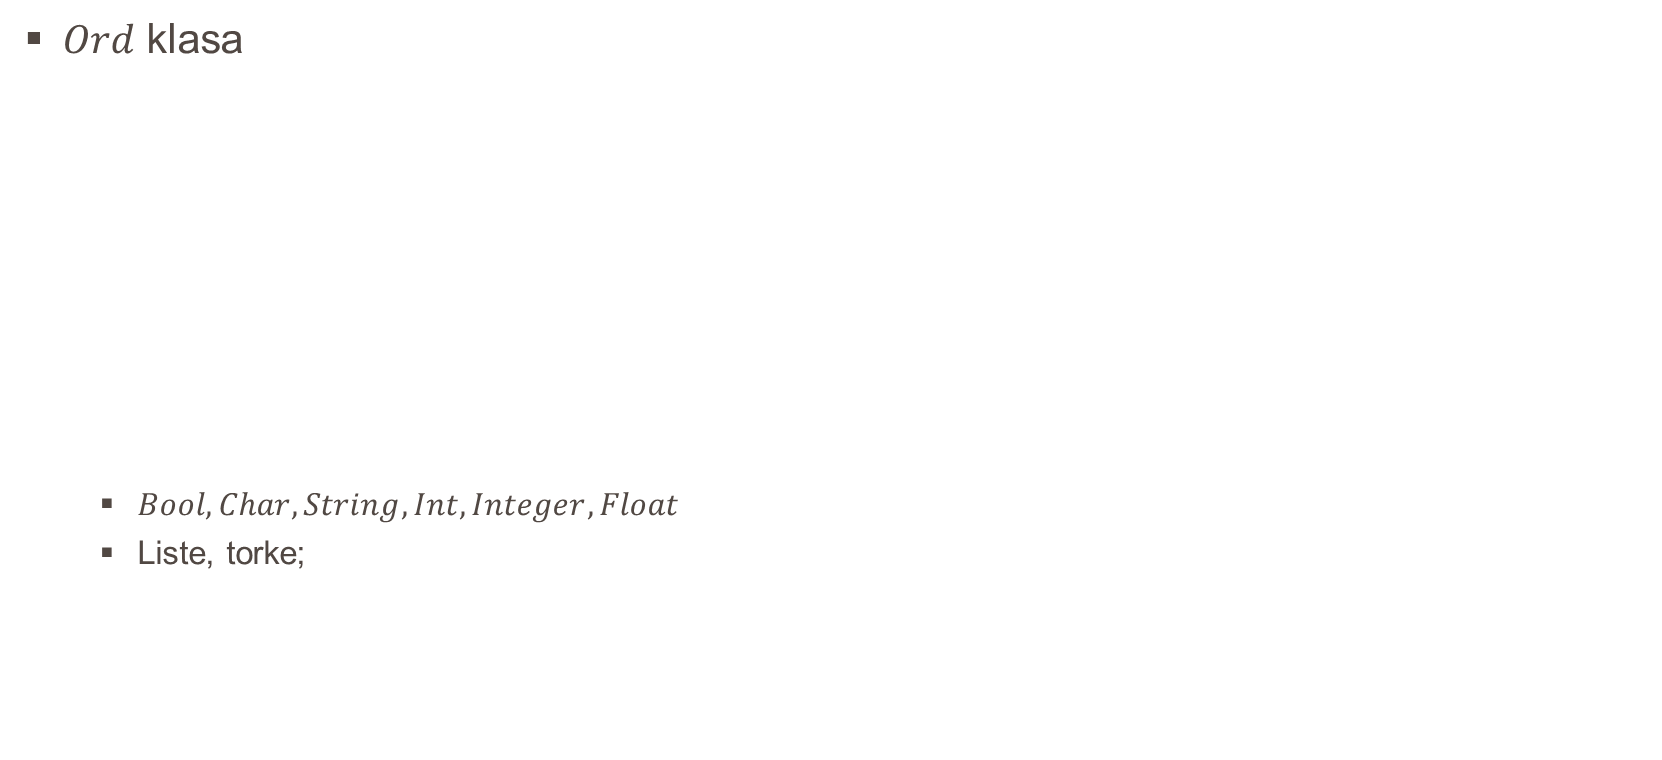 ▪ Ord klasa
▪ Bool, Char, String, Int, Integer, Float
▪ Liste, torke;